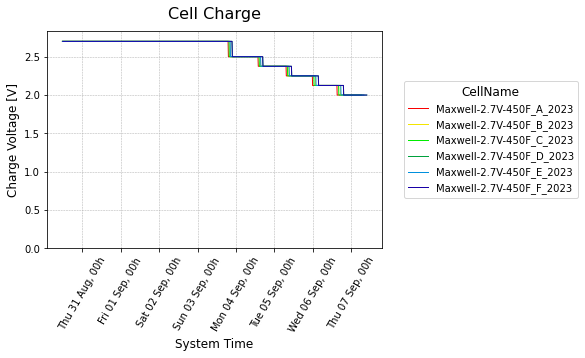 Cell Charge
Charge Voltage [V]
2.5
2.0
1.5
1.0
0.5
0.0
Thu 31 Aug, 00h
Fri 01 Sep, 00h
Sat 02 Sep, 00h
Sun 03 Sep, 00h
Mon 04 Sep, 00h
Tue 05 Sep, 00h
Wed 06 Sep, 00h
Thu 07 Sep, 00h
System Time
CellName
Maxwell-2.7V-450F_A_2023
Maxwell-2.7V-450F_B_2023
Maxwell-2.7V-450F_C_2023
Maxwell-2.7V-450F_D_2023
Maxwell-2.7V-450F_E_2023
Maxwell-2.7V-450F_F_2023